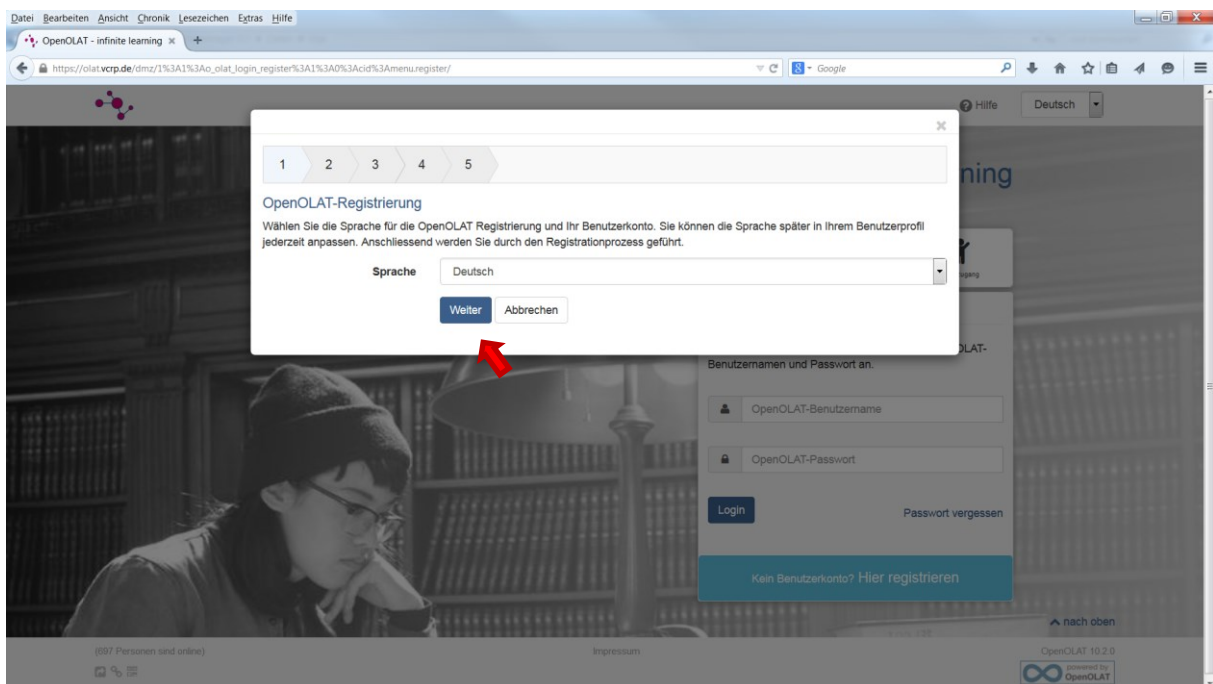 Datei Bearbeiten Ansicht Chronik Lesezeichen Extras Hilfe
OpenOLAT - infinite learning
https://olat.vcrp.de/dmz/1%3A1%3Ao_olat_login_register%3A1%3A0%3Acid%3Amenu.register/
Google
Hilfe
Deutsch
1 2 3 4 5
ning
OpenOLAT-Registrierung
Wählen Sie die Sprache für die OpenOLAT Registrierung und Ihr Benutzerkonto. Sie können die Sprache später in Ihrem Benutzerprofil
jederzeit anpassen. Anschliessend werden Sie durch den Registrationprozess geführt.
Sprache Deutsch
Weiter Abbrechen
OLAT-
Benutzernamen und Passwort an.
OpenOLAT-Benutzername
OpenOLAT-Passwort
Login Passwort vergessen
Kein Benutzerkonto? Hier registrieren
nach oben
(697 Personen sind online) Impressum OpenOLAT 10.2.0
powered by
OpenOLAT